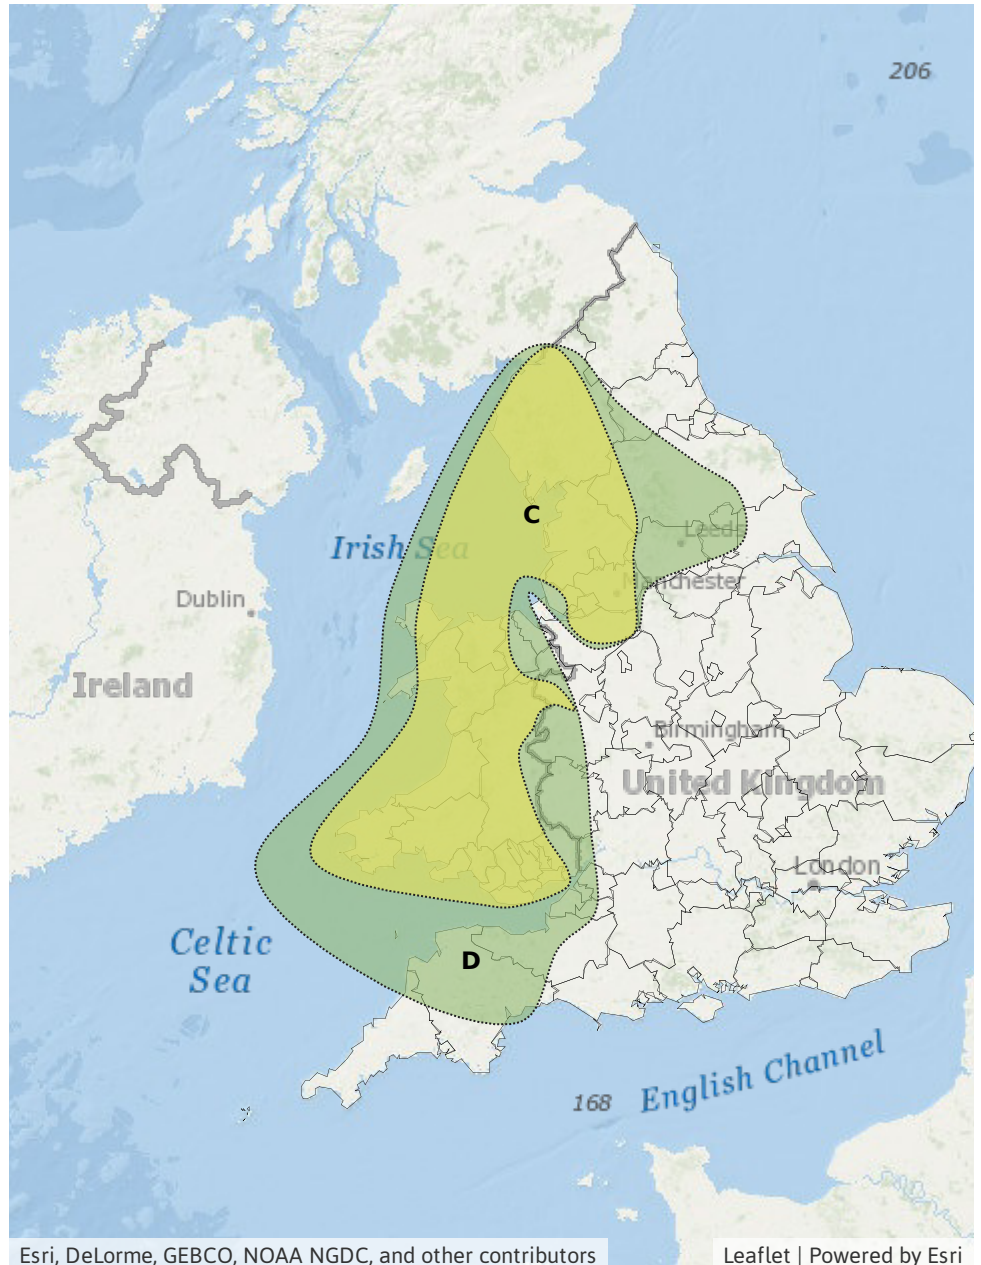 206
C
Leeds
Irish Sea
Manchester
Dublin
Ireland
Birmingham
United Kingdom
London
Celtic
Sea
D
English Channel
168
Esri, DeLorme, GEBCO, NOAA NGDC, and other contributors
Leaflet | Powered by Esri